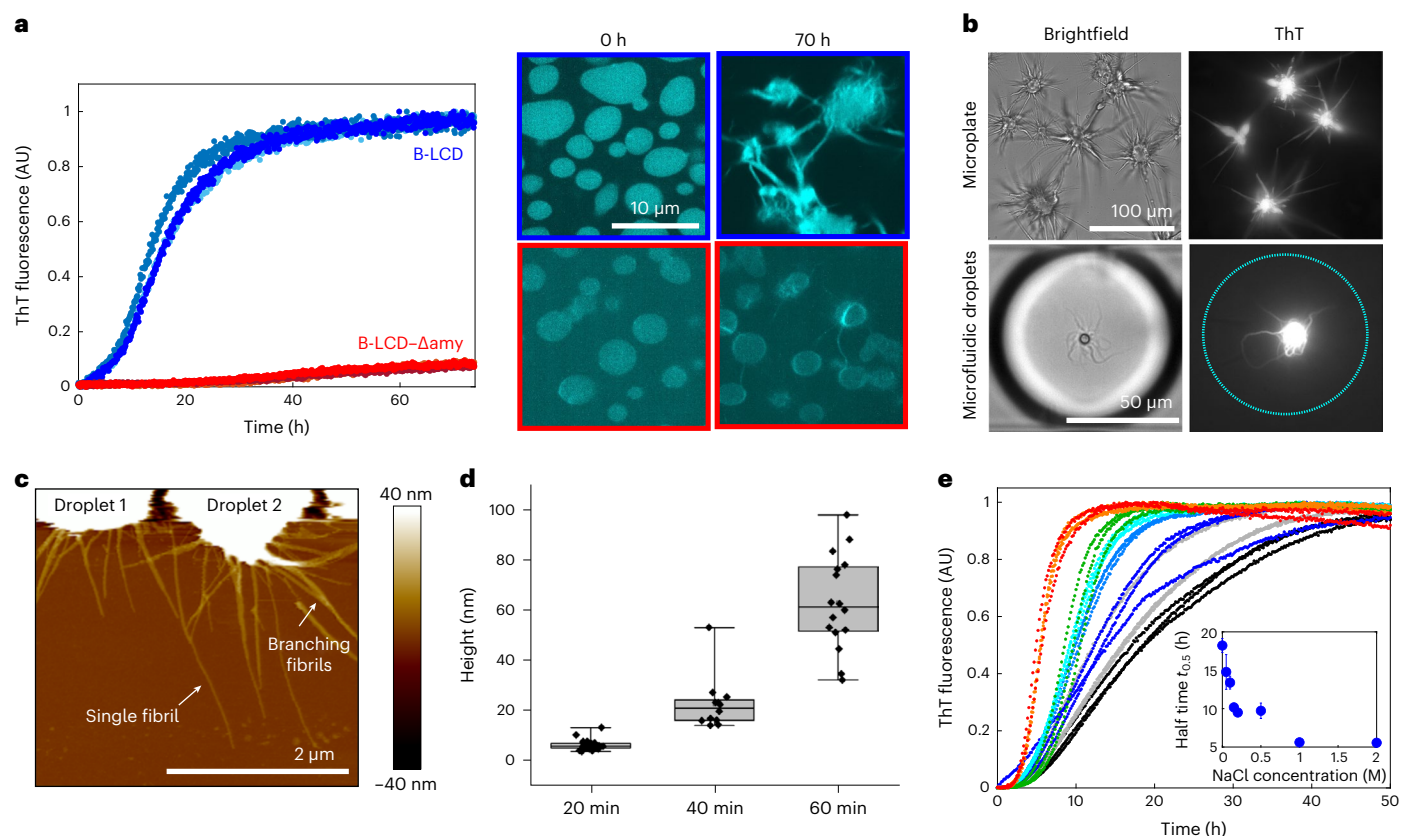 a
0 h
70 h
ThT fluorescence (AU)
1
0.8
0.6
0.4
0.2
0
B-LCD
B-LCD–Δamy
0
20
40
60
Time (h)
10 µm
b
Brightfield
ThT
Microplate
100 µm
Microfluidic droplets
50 µm
c
Droplet 1
Droplet 2
Branching
fibrils
Single fibril
2 µm
40 nm
–40 nm
d
Height (nm)
100
80
60
40
20
0
20 min
40 min
60 min
e
ThT fluorescence (AU)
1
0.8
0.6
0.4
0.2
0
0
10
20
30
40
50
Time (h)
Half time t0.5 (h)
20
15
10
5
0
0.5
1
2
NaCl concentration (M)